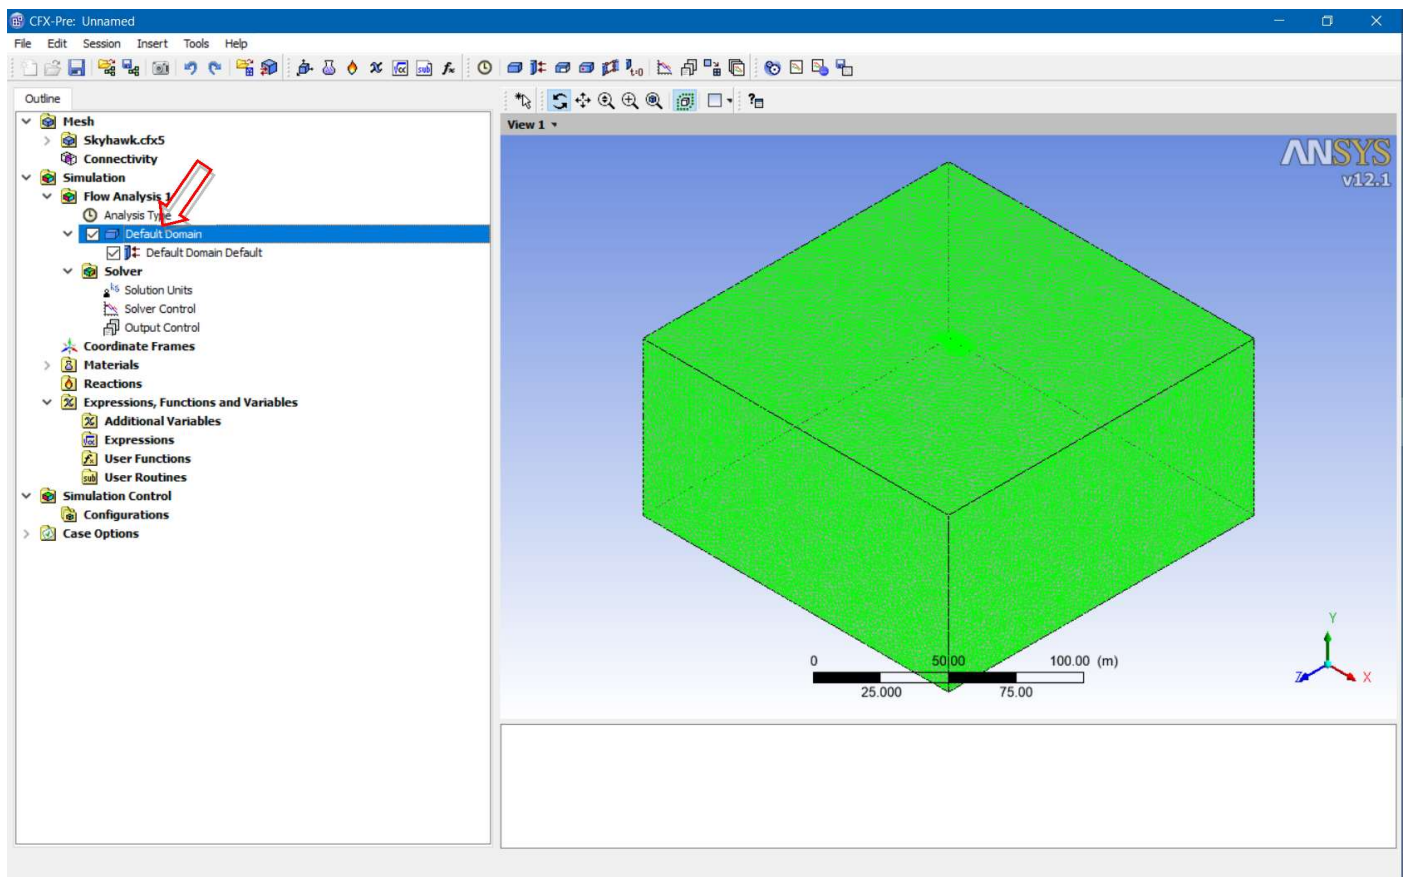 CFX-Pre: Unnamed
File Edit Session Insert Tools Help
Outline
Mesh
Skyhawk.cfx5
Connectivity
Simulation
Flow Analysis 1
Analysis Type
Default Domain
Default Domain Default
Solver
Solution Units
Solver Control
Output Control
Coordinate Frames
Materials
Reactions
Expressions, Functions and Variables
Additional Variables
Expressions
User Functions
User Routines
Simulation Control
Configurations
Case Options
View 1
ANSYS
v12.1
0 50.00 100.00 (m)
25.000 75.00
Y
Z X